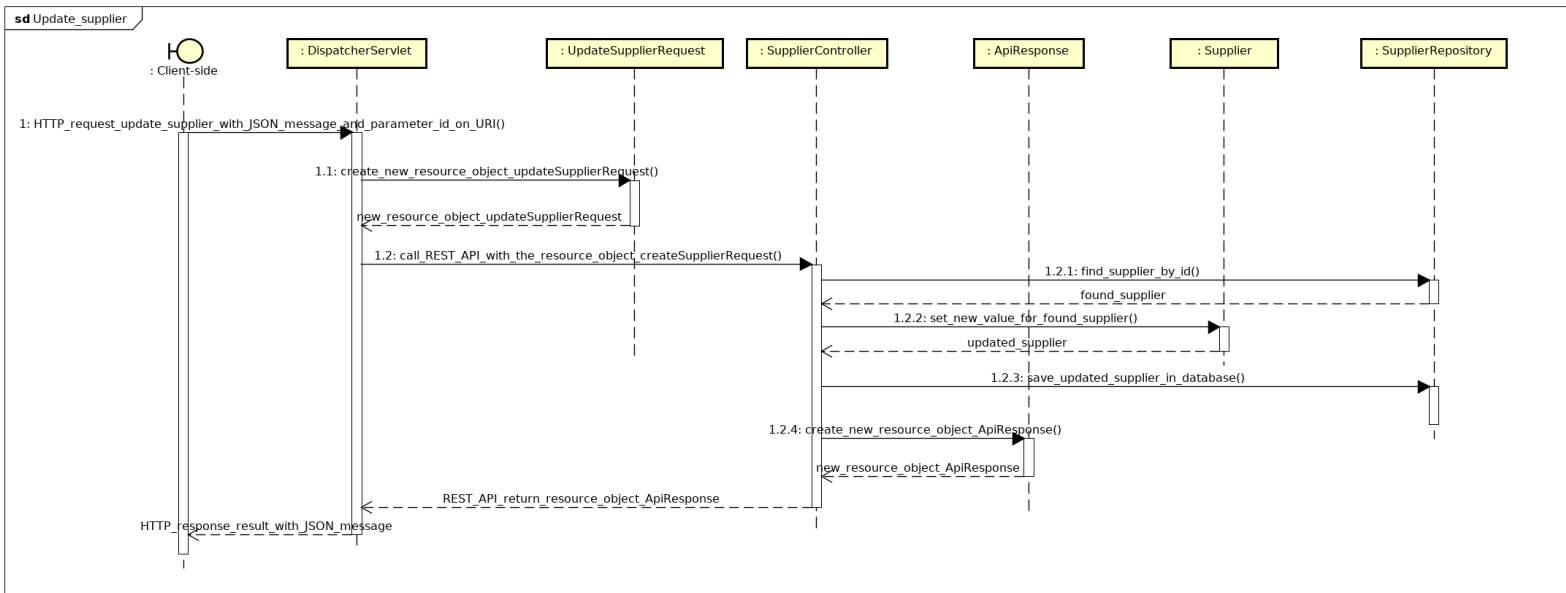 sd Update_supplier
: Client-side
: DispatcherServlet
: UpdateSupplierRequest
: SupplierController
: ApiResponse
: Supplier
: SupplierRepository
1: HTTP_request_update_supplier_with_JSON_message_and_parameter_id_on_URI()
1.1: create_new_resource_object_updateSupplierRequest()
new_resource_object_updateSupplierRequest
1.2: call_REST_API_with_the_resource_object_createSupplierRequest()
1.2.1: find_supplier_by_id()
found_supplier
1.2.2: set_new_value_for_found_supplier()
updated_supplier
1.2.3: save_updated_supplier_in_database()
1.2.4: create_new_resource_object_ApiResponse()
new_resource_object_ApiResponse
REST_API_return_resource_object_ApiResponse
HTTP_response_result_with_JSON_message